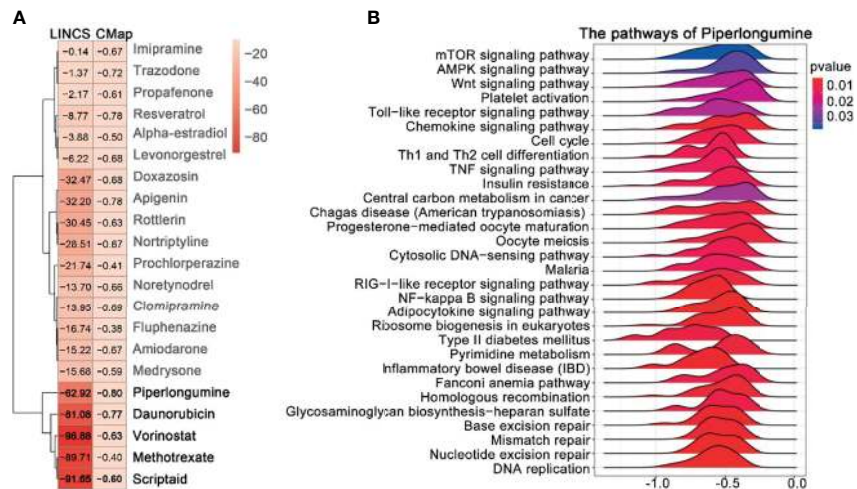 A
LINCS CMap
-0.14 -0.67 Imipramine
-1.37 -0.72 Trazodone
-2.17 -0.61 Propafenone
-8.77 -0.78 Resveratrol
-3.88 -0.50 Alpha-estradiol
-6.22 -0.68 Levonorgestrel
-32.47 -0.68 Doxazosin
-32.20 -0.78 Apigenin
-30.45 -0.63 Rottlerin
-28.51 -0.67 Nortriptyline
-21.74 -0.41 Prochlorperazine
-13.70 -0.66 Noretynodrel
-13.95 -0.69 Clomipramine
-16.74 -0.38 Fluphenazine
-15.22 -0.67 Amiodarone
-15.68 -0.59 Medrysone
-62.92 -0.80 Piperlongumine
-81.08 -0.77 Daunorubicin
-96.88 -0.63 Vorinostat
-89.71 -0.40 Methotrexate
-91.65 -0.60 Scriptaid
-20
-40
-60
-80
B
The pathways of Piperlongumine
mTOR signaling pathway
AMPK signaling pathway
Wnt signaling pathway
Platelet activation
Toll-like receptor signaling pathway
Chemokine signaling pathway
Cell cycle
Th1 and Th2 cell differentiation
TNF signaling pathway
Insulin resistance
Central carbon metabolism in cancer
Chagas disease (American trypanosomiasis)
Progesterone-mediated oocyte maturation
Oocyte meiosis
Cytosolic DNA-sensing pathway
Malaria
RIG-I-like receptor signaling pathway
NF-kappa B signaling pathway
Adipocytokine signaling pathway
Ribosome biogenesis in eukaryotes
Type II diabetes mellitus
Pyrimidine metabolism
Inflammatory bowel disease (IBD)
Fanconi anemia pathway
Homologous recombination
Glycosaminoglycan biosynthesis-heparan sulfate
Base excision repair
Mismatch repair
Nucleotide excision repair
DNA replication
-1.0 -0.5 0.0
pvalue
0.01
0.02
0.03